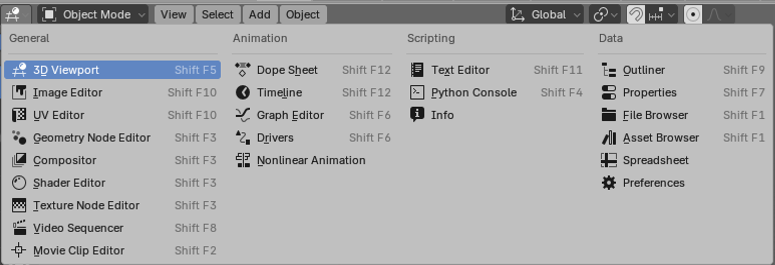 Object Mode View Select Add Object Global
General
3D Viewport Shift F5
Image Editor Shift F10
UV Editor Shift F10
Geometry Node Editor Shift F3
Compositor Shift F3
Shader Editor Shift F3
Texture Node Editor Shift F3
Video Sequencer Shift F8
Movie Clip Editor Shift F2
Animation
Dope Sheet Shift F12
Timeline Shift F12
Graph Editor Shift F6
Drivers Shift F6
Nonlinear Animation
Scripting
Text Editor Shift F11
Python Console Shift F4
Info
Data
Outliner Shift F9
Properties Shift F7
File Browser Shift F1
Asset Browser Shift F1
Spreadsheet
Preferences